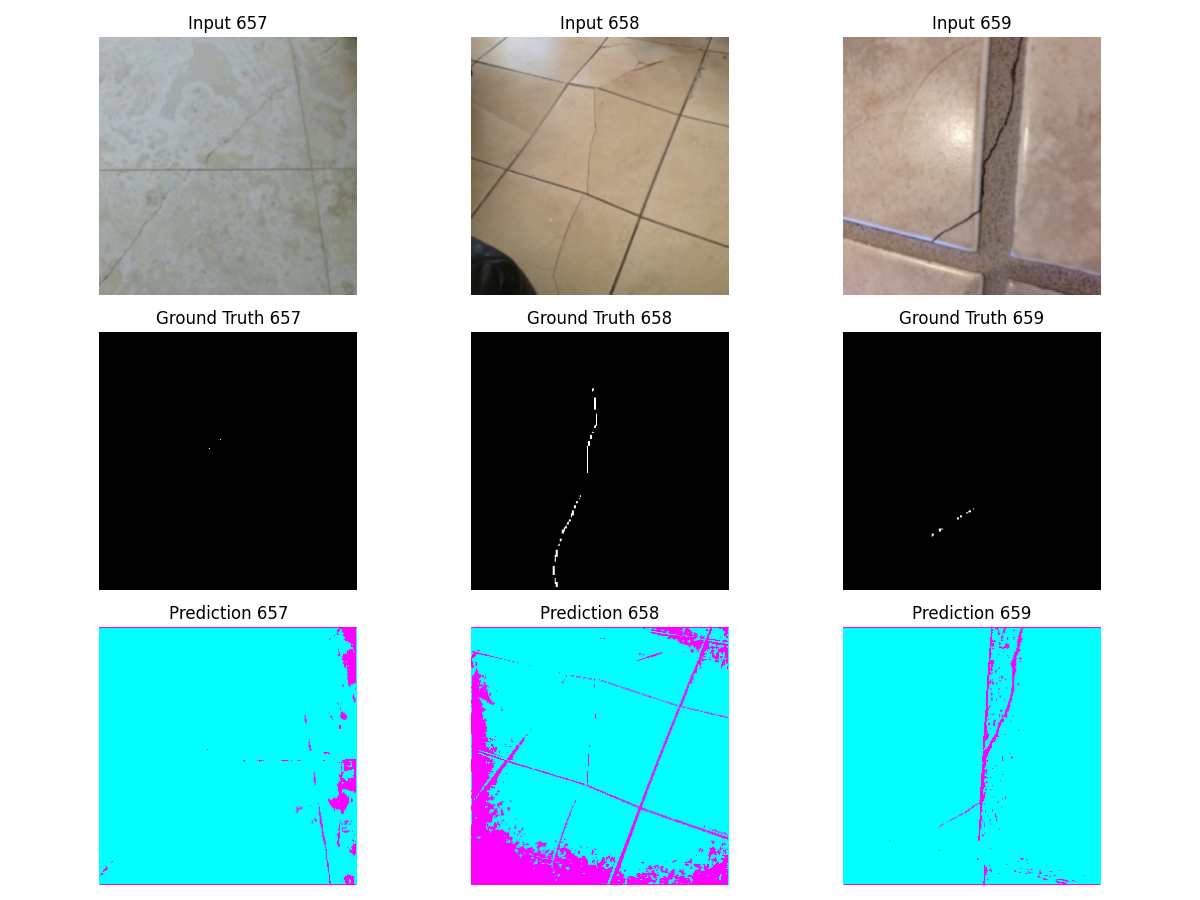 Input 657
Input 658
Input 659
Ground Truth 657
Ground Truth 658
Ground Truth 659
Prediction 657
Prediction 658
Prediction 659